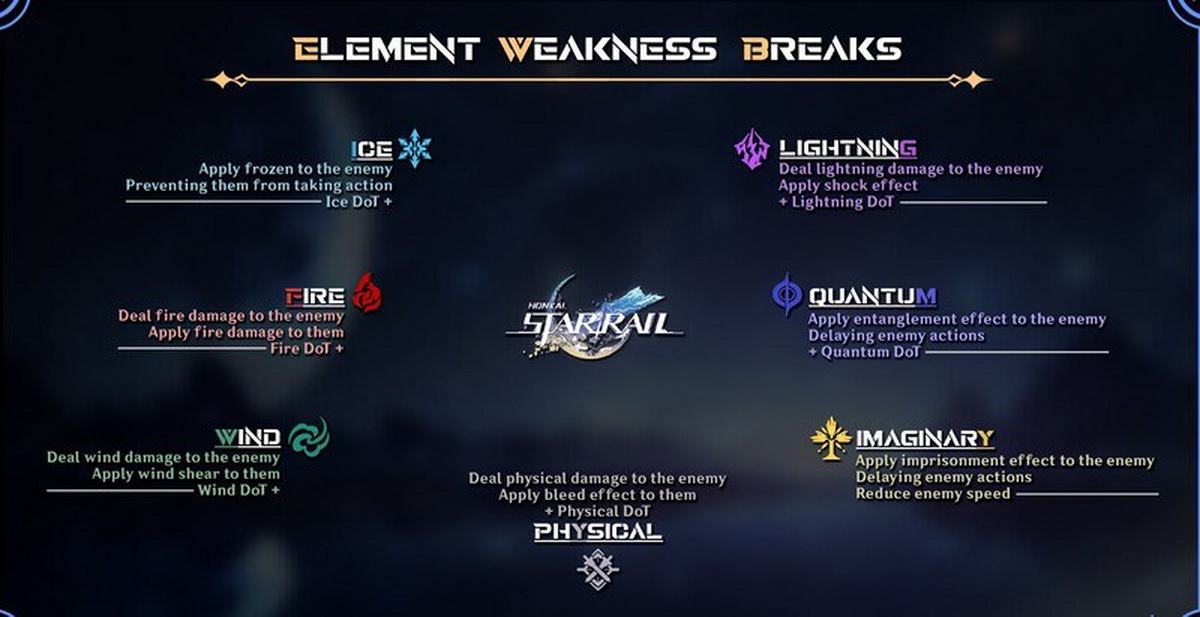 ELEMENT WEAKNESS BREAKS
ICE
Apply frozen to the enemy
Preventing them from taking action
Ice DoT +
LIGHTNING
Deal lightning damage to the enemy
Apply shock effect
+ Lightning DoT
FIRE
Deal fire damage to the enemy
Apply fire damage to them
Fire DoT +
HONKAI
STAR RAIL
QUANTUM
Apply entanglement effect to the enemy
Delaying enemy actions
+ Quantum DoT
WIND
Deal wind damage to the enemy
Apply wind shear to them
Wind DoT +
Deal physical damage to the enemy
Apply bleed effect to them
+ Physical DoT
PHYSICAL
IMAGINARY
Apply imprisonment effect to the enemy
Delaying enemy actions
Reduce enemy speed